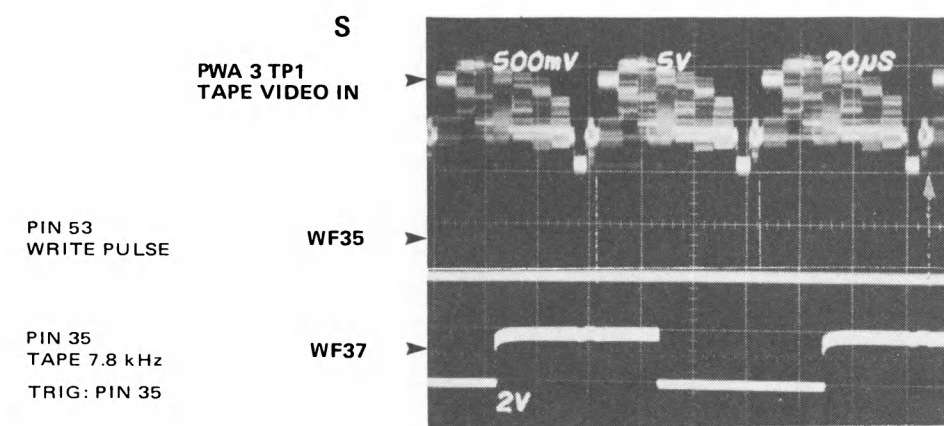 S
PWA 3 TP1
TAPE VIDEO IN
500mV 5V 20µS
PIN 53
WRITE PULSE
WF35
PIN 35
TAPE 7.8 kHz
WF37
TRIG: PIN 35
2V